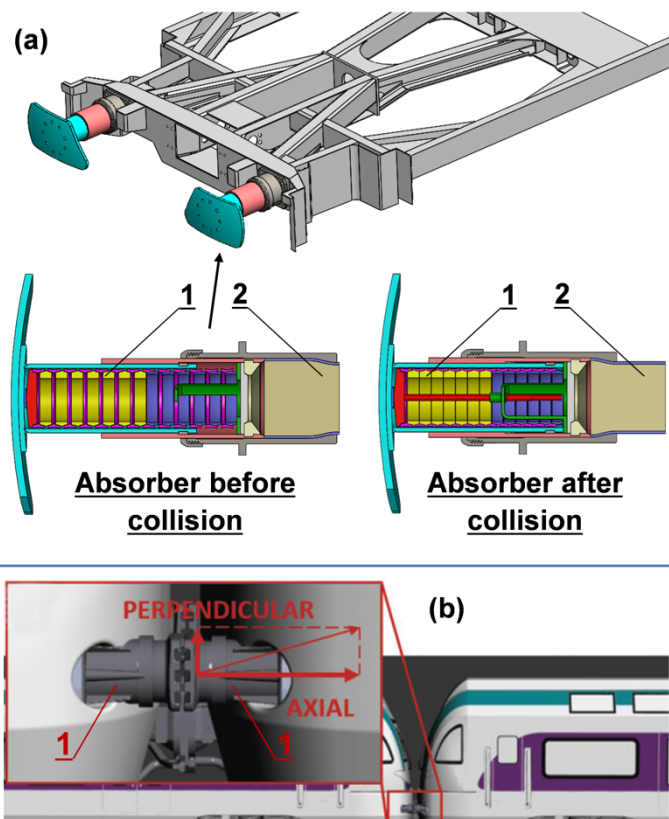 (a)
1 2 1 2
Absorber before
collision
Absorber after
collision
(b)
PERPENDICULAR
AXIAL
1 1